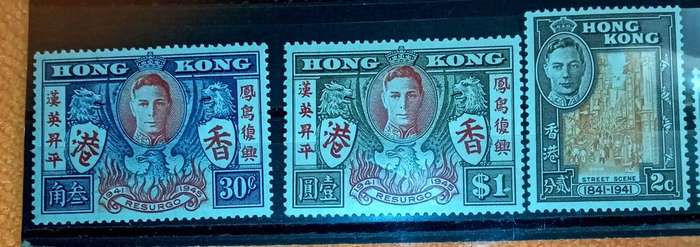 HONG KONG
漢英昇平
鳳鳥復興
港
香
1941
1945
RESURGO
角叁
30¢
HONG KONG
漢英昇平
鳳鳥復興
港
香
1941
1946
RESURGO
圓壹
$1
HONG
KONG
香港
STREET SCENE
1841-1941
分貳
2c.